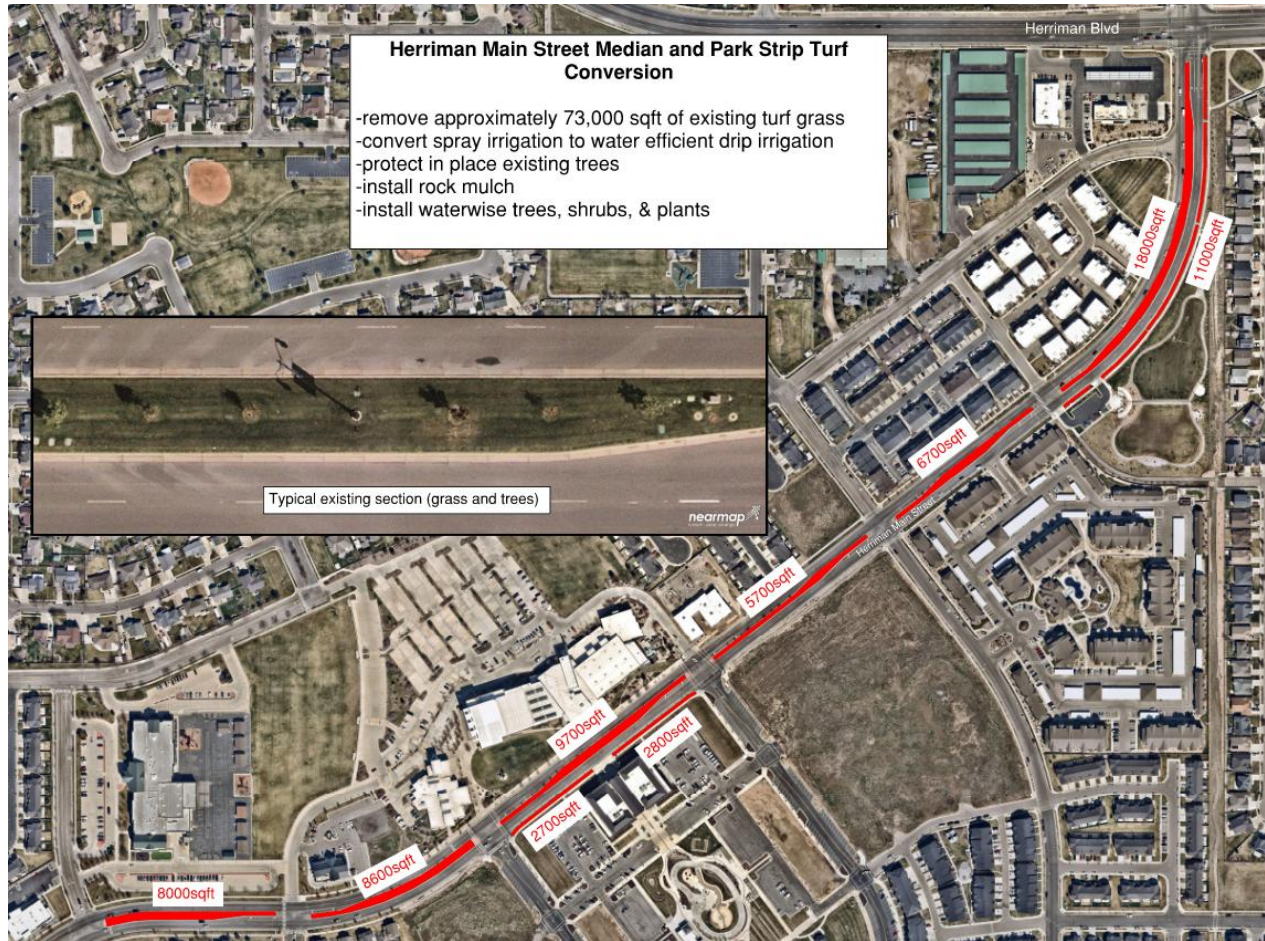 Herriman Blvd
Herriman Main Street Median and Park Strip Turf
Conversion
-remove approximately 73,000 sqft of existing turf grass
-convert spray irrigation to water efficient drip irrigation
-protect in place existing trees
-install rock mulch
-install waterwise trees, shrubs, & plants
18000sqft
11000sqft
6700sqft
Typical existing section (grass and trees)
nearmap
Herriman Main Street
5700sqft
9700sqft
2800sqft
2700sqft
8600sqft
8000sqft